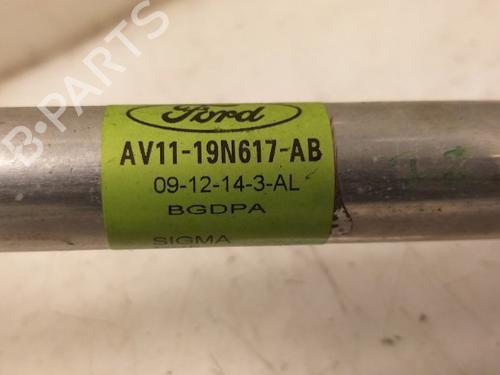 B-PARTS
Ford
AV11-19N617-AB
09-12-14-3-AL
BGDPA
SIGMA